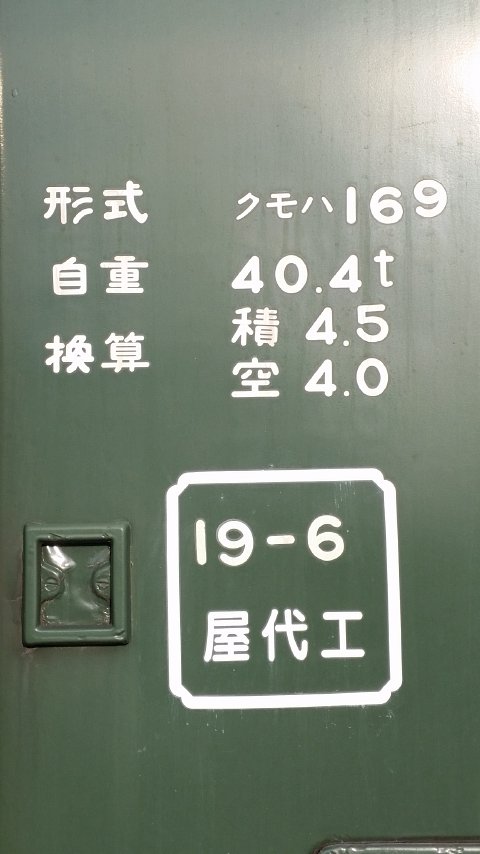 形式 クモハ169
自重 40.4t
換算 積 4.5
空 4.0
19-6
屋代工